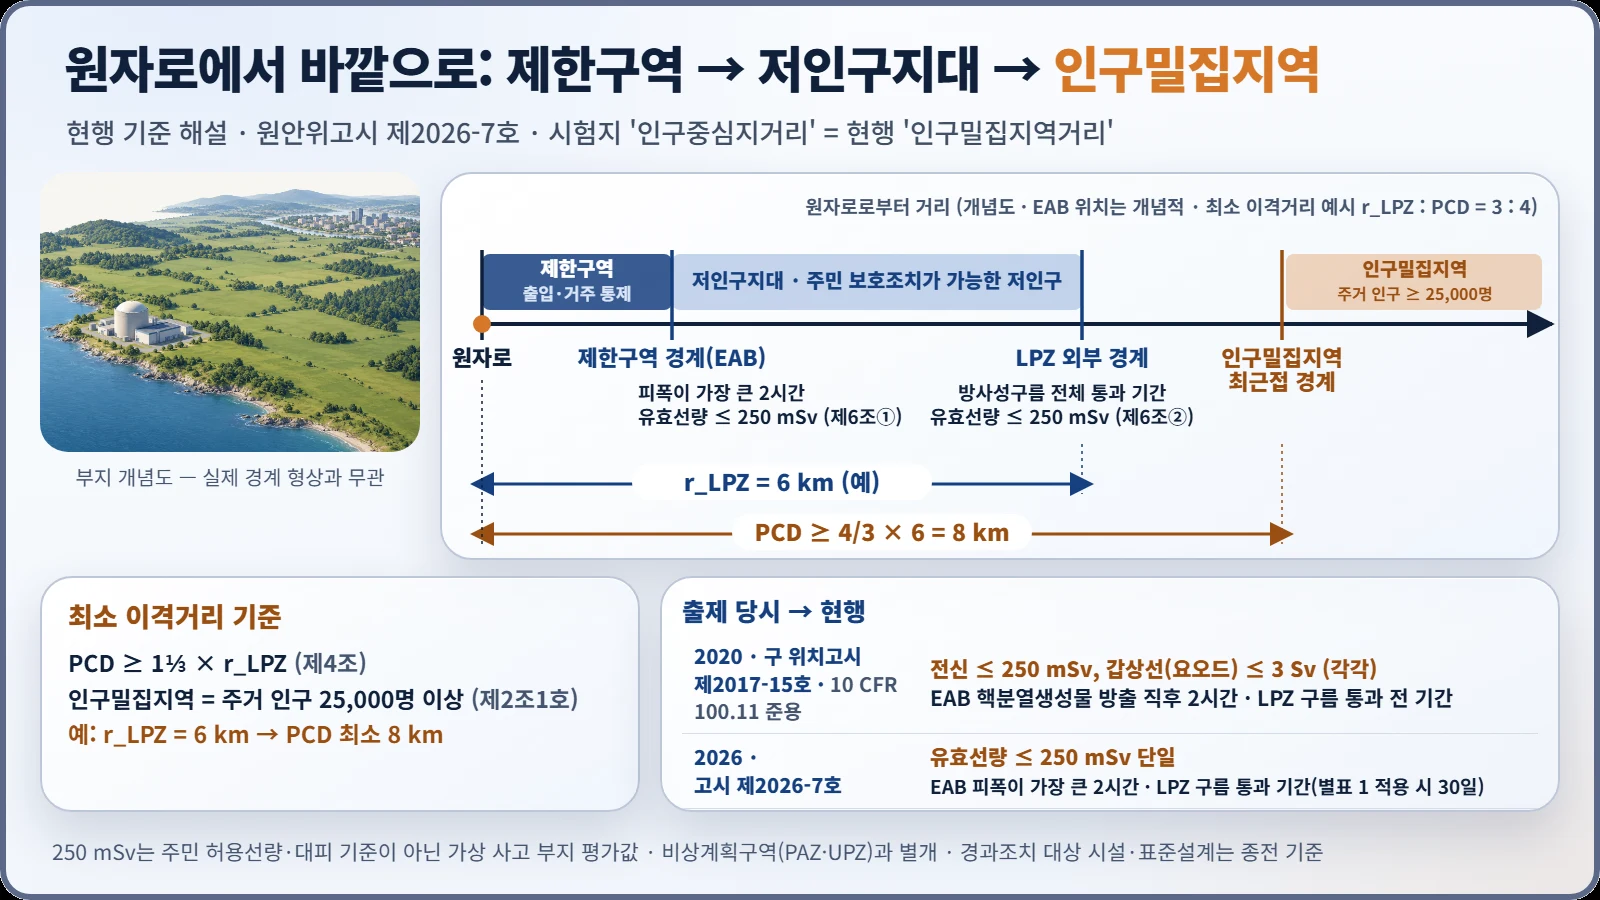 원자로에서 바깥으로: 제한구역 → 저인구지대 → 인구밀집지역
현행 기준 해설 · 원안위고시 제2026-7호 · 시험지 '인구중심지거리' = 현행 '인구밀집지역거리'
부지 개념도 — 실제 경계 형상과 무관
원자로로부터 거리 (개념도 · EAB 위치는 개념적 · 최소 이격거리 예시 r_LPZ : PCD = 3 : 4)
제한구역
출입·거주 통제
저인구지대 · 주민 보호조치가 가능한 저인구
인구밀집지역
주거 인구 ≥ 25,000명
원자로
제한구역 경계(EAB)
피폭이 가장 큰 2시간
유효선량 ≤ 250 mSv (제6조①)
LPZ 외부 경계
방사성구름 전체 통과 기간
유효선량 ≤ 250 mSv (제6조②)
인구밀집지역
최근접 경계
r_LPZ = 6 km (예)
PCD ≥ 4/3 × 6 = 8 km
최소 이격거리 기준
PCD ≥ 1⅓ × r_LPZ (제4조)
인구밀집지역 = 주거 인구 25,000명 이상 (제2조1호)
예: r_LPZ = 6 km → PCD 최소 8 km
출제 당시 → 현행
2020 · 구 위치고시
제2017-15호 · 10 CFR
100.11 준용
전신 ≤ 250 mSv, 갑상선(요오드) ≤ 3 Sv (각각)
EAB 핵분열생성물 방출 직후 2시간 · LPZ 구름 통과 전 기간
2026 ·
고시 제2026-7호
유효선량 ≤ 250 mSv 단일
EAB 피폭이 가장 큰 2시간 · LPZ 구름 통과 기간(별표 1 적용 시 30일)
250 mSv는 주민 허용선량·대피 기준이 아닌 가상 사고 부지 평가값 · 비상계획구역(PAZ·UPZ)과 별개 · 경과조치 대상 시설·표준설계는 종전 기준